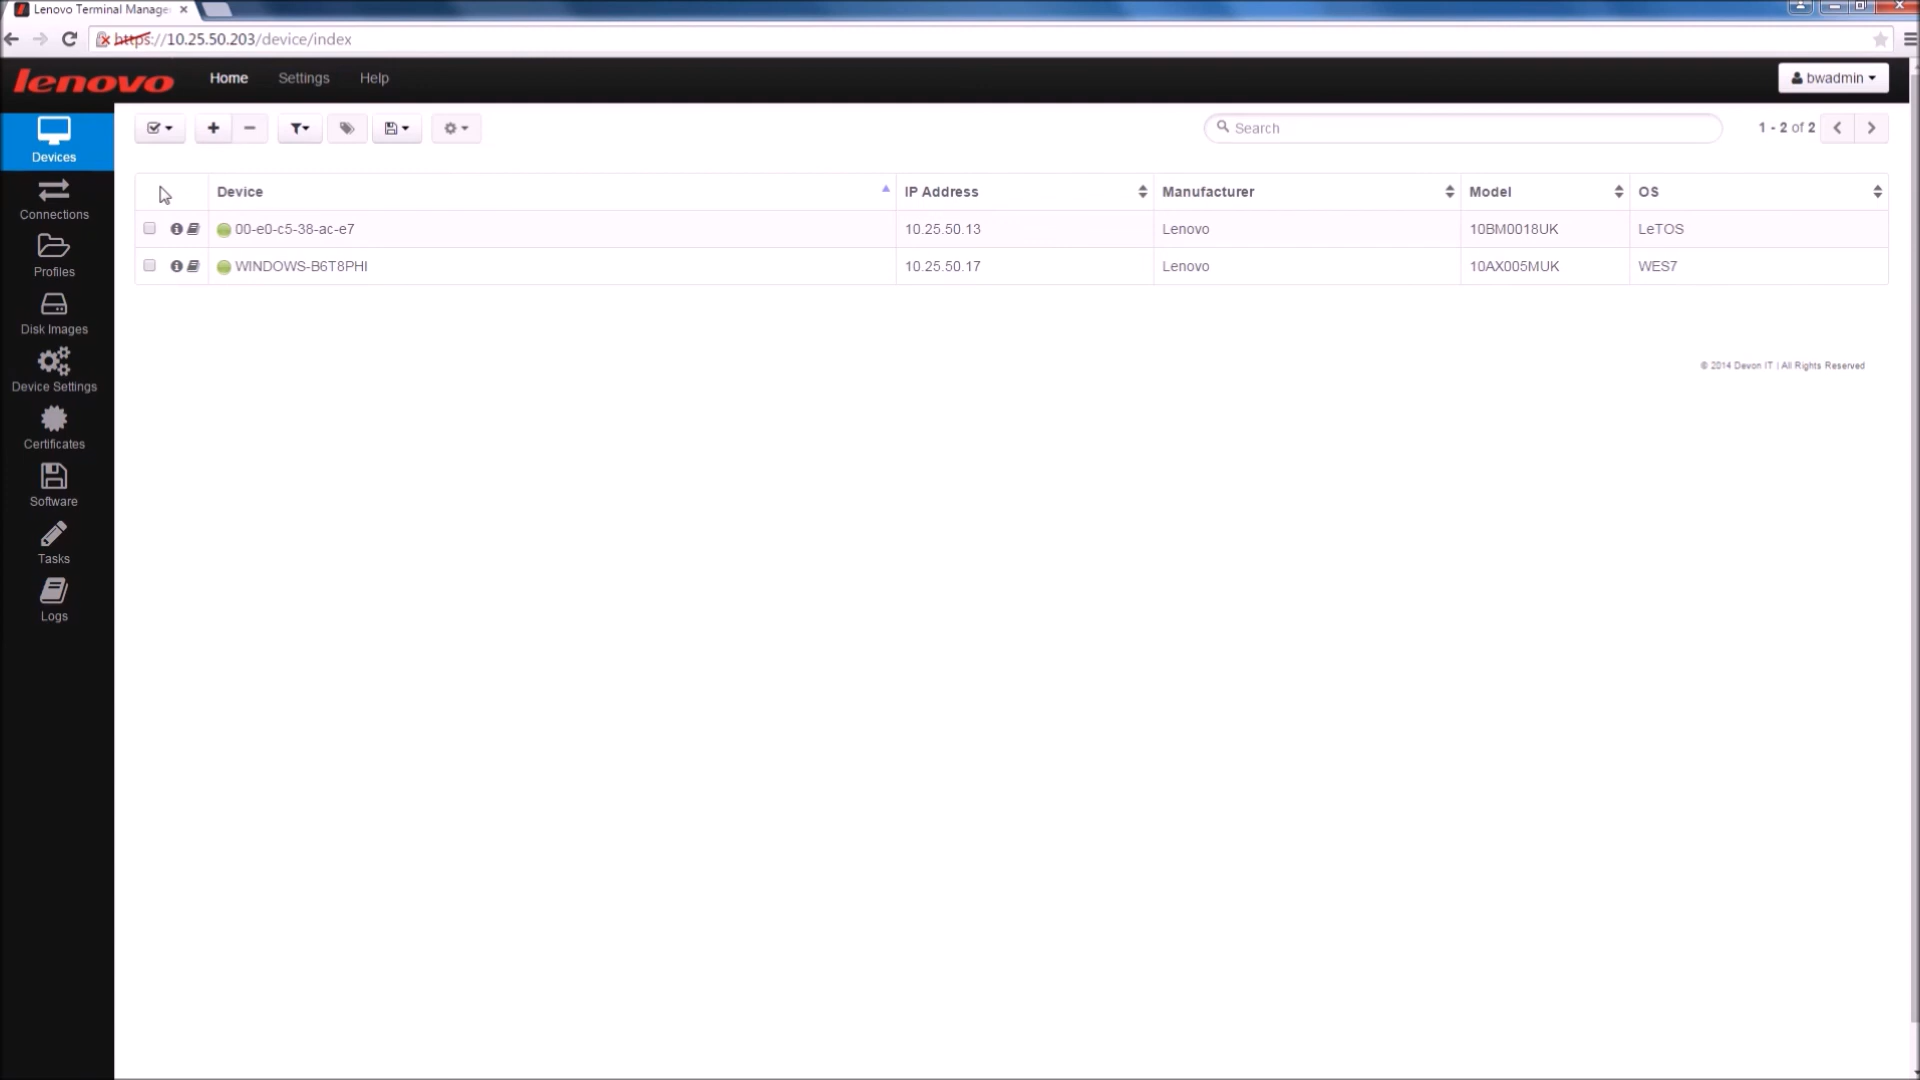 Lenovo Terminal Manage
https://10.25.50.203/device/index
lenovo Home Settings Help bwadmin
Search 1 - 2 of 2
Devices
Connections
Profiles
Disk Images
Device Settings
Certificates
Software
Tasks
Logs
Device IP Address Manufacturer Model OS
00-e0-c5-38-ac-e7 10.25.50.13 Lenovo 10BM0018UK LeTOS
WINDOWS-B6T8PHI 10.25.50.17 Lenovo 10AX005MUK WES7
© 2014 Devon IT | All Rights Reserved